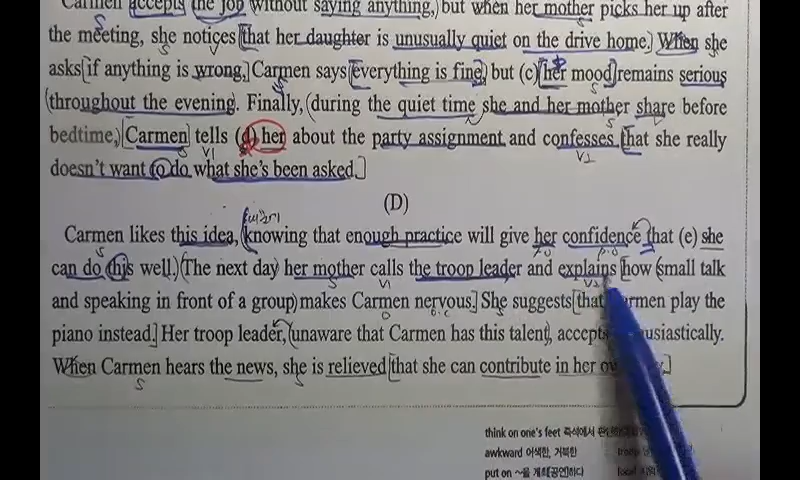 Carmen accepts the job without saying anything, but when her mother picks her up after
the meeting, she notices that her daughter is unusually quiet on the drive home. When she
asks if anything is wrong, Carmen says everything is fine, but (c) her mood remains serious
throughout the evening. Finally, during the quiet time she and her mother share before
bedtime, Carmen tells (d) her about the party assignment and confesses that she really
doesn't want to do what she's been asked.
(D)
Carmen likes this idea, knowing that enough practice will give her confidence that (e) she
can do this well. The next day her mother calls the troop leader and explains how small talk
and speaking in front of a group makes Carmen nervous. She suggests that Carmen play the
piano instead. Her troop leader, unaware that Carmen has this talent, accepts
When Carmen hears the news, she is relieved that she can contribute in her
think on one's feet 즉석에서
awkward 어색한, 거북한
put on ~을 개최[공연]하다